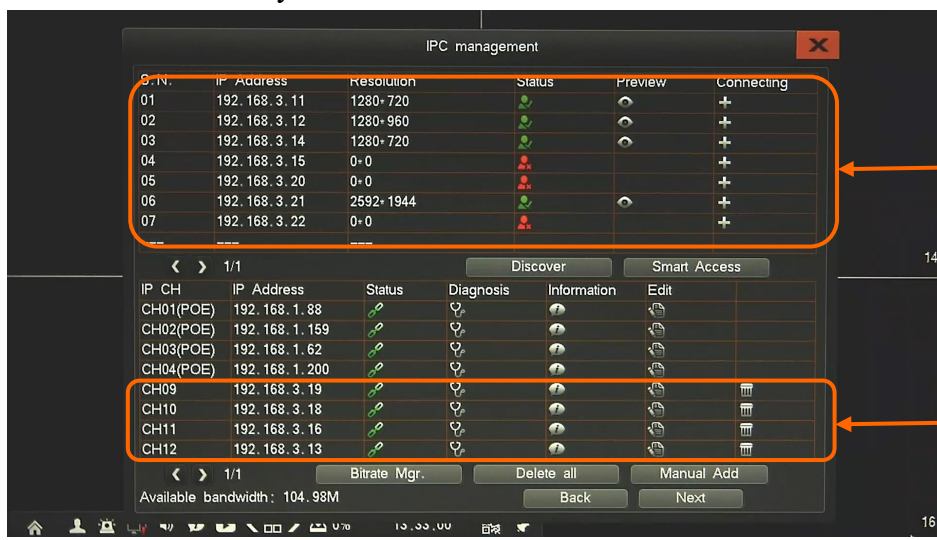 IPC management
S.N. IP Address Resolution Status Preview Connecting
01 192.168.3.11 1280*720
02 192.168.3.12 1280*960
03 192.168.3.14 1280*720
04 192.168.3.15 0*0
05 192.168.3.20 0*0
06 192.168.3.21 2592*1944
07 192.168.3.22 0*0
--- --- ---
1/1 Discover Smart Access
14
IP CH IP Address Status Diagnosis Information Edit
CH01(POE) 192.168.1.88
CH02(POE) 192.168.1.159
CH03(POE) 192.168.1.62
CH04(POE) 192.168.1.200
CH09 192.168.3.19
CH10 192.168.3.18
CH11 192.168.3.16
CH12 192.168.3.13
1/1 Bitrate Mgr. Delete all Manual Add
Available bandwidth: 104.98M Back Next
0% 13:33:00
16